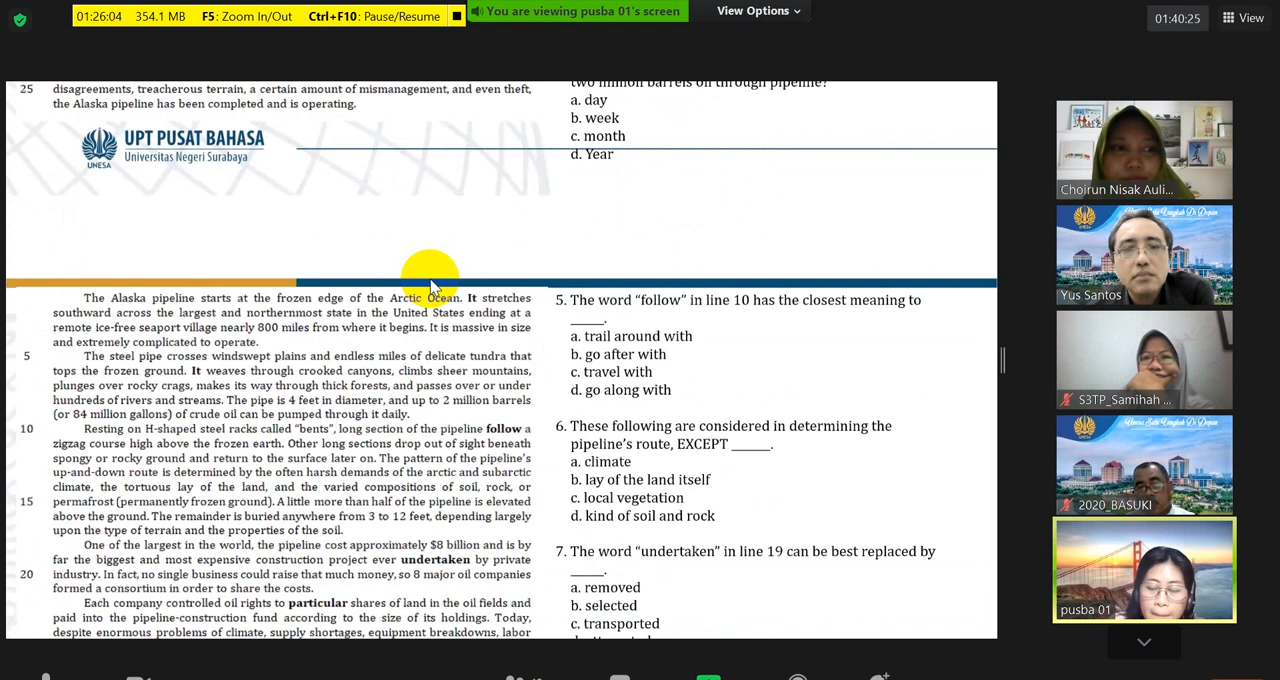 01:26:04 354.1 MB F5: Zoom In/Out Ctrl+F10: Pause/Resume
You are viewing pusba 01's screen
View Options
01:40:25
View
25 disagreements, treacherous terrain, a certain amount of mismanagement, and even theft,
the Alaska pipeline has been completed and is operating.
UPT PUSAT BAHASA
Universitas Negeri Surabaya
UNESA
two million barrels oil through pipeline?
a. day
b. week
c. month
d. Year
The Alaska pipeline starts at the frozen edge of the Arctic Ocean. It stretches
southward across the largest and northernmost state in the United States ending at a
remote ice-free seaport village nearly 800 miles from where it begins. It is massive in size
and extremely complicated to operate.
5 The steel pipe crosses windswept plains and endless miles of delicate tundra that
tops the frozen ground. It weaves through crooked canyons, climbs sheer mountains,
plunges over rocky crags, makes its way through thick forests, and passes over or under
hundreds of rivers and streams. The pipe is 4 feet in diameter, and up to 2 million barrels
(or 84 million gallons) of crude oil can be pumped through it daily.
10 Resting on H-shaped steel racks called "bents", long section of the pipeline follow a
zigzag course high above the frozen earth. Other long sections drop out of sight beneath
spongy or rocky ground and return to the surface later on. The pattern of the pipeline's
up-and-down route is determined by the often harsh demands of the arctic and subarctic
climate, the tortuous lay of the land, and the varied compositions of soil, rock, or
15 permafrost (permanently frozen ground). A little more than half of the pipeline is elevated
above the ground. The remainder is buried anywhere from 3 to 12 feet, depending largely
upon the type of terrain and the properties of the soil.
One of the largest in the world, the pipeline cost approximately $8 billion and is by
far the biggest and most expensive construction project ever undertaken by private
20 industry. In fact, no single business could raise that much money, so 8 major oil companies
formed a consortium in order to share the costs.
Each company controlled oil rights to particular shares of land in the oil fields and
paid into the pipeline-construction fund according to the size of its holdings. Today,
despite enormous problems of climate, supply shortages, equipment breakdowns, labor
5. The word "follow" in line 10 has the closest meaning to
_____.
a. trail around with
b. go after with
c. travel with
d. go along with
6. These following are considered in determining the
pipeline's route, EXCEPT ______.
a. climate
b. lay of the land itself
c. local vegetation
d. kind of soil and rock
7. The word "undertaken" in line 19 can be best replaced by
_____.
a. removed
b. selected
c. transported
Choirun Nisak Auli...
Yus Santos
S3TP_Samihah ...
2020_BASUKI
pusba 01